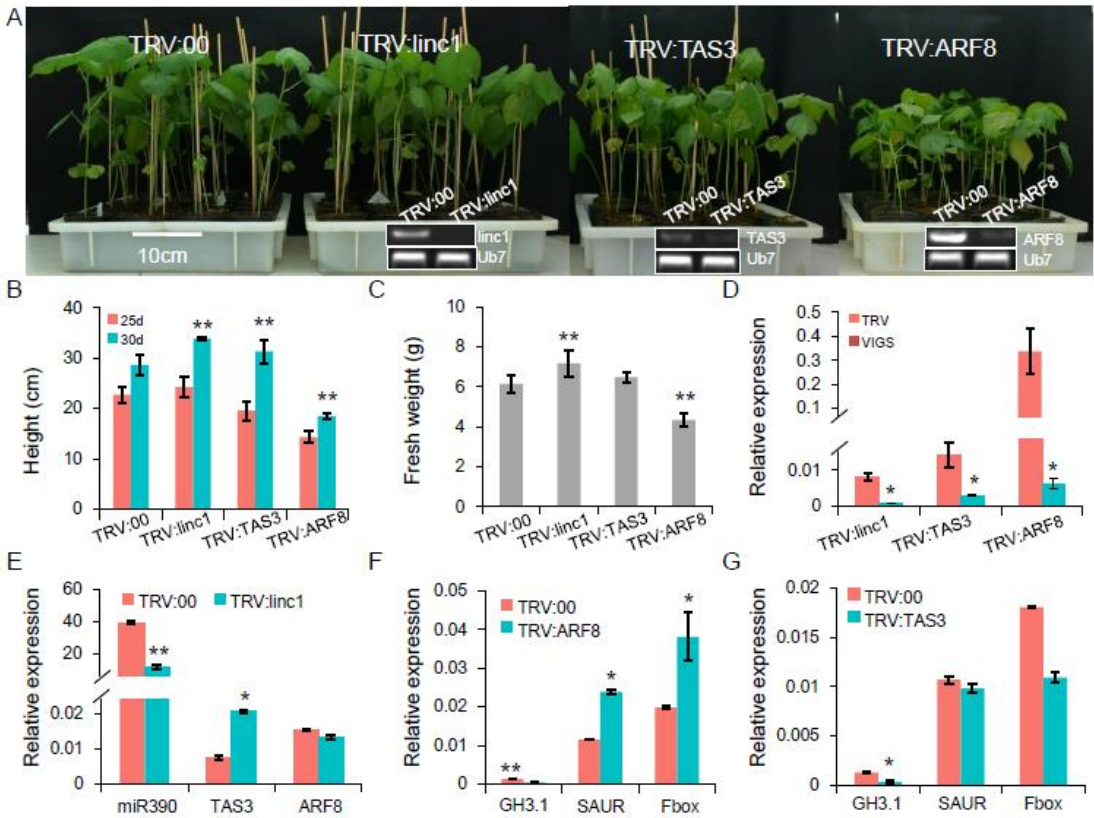 A
TRV:00
TRV:linc1
TRV:TAS3
TRV:ARF8
TRV:00
TRV:linc1
linc1
Ub7
TRV:00
TRV:TAS3
TAS3
Ub7
TRV:00
TRV:ARF8
ARF8
Ub7
10cm
B
Height (cm)
40
30
20
10
0
25d
30d
**
**
**
TRV:00
TRV:linc1
TRV:TAS3
TRV:ARF8
C
Fresh weight (g)
10
8
6
4
2
0
**
**
TRV:00
TRV:linc1
TRV:TAS3
TRV:ARF8
D
Relative expression
0.5
0.4
0.3
0.2
0.1
0.01
0
TRV
VIGS
*
*
*
TRV:linc1
TRV:TAS3
TRV:ARF8
E
Relative expression
60
40
20
0.02
0.01
0
TRV:00
TRV:linc1
**
*
miR390
TAS3
ARF8
F
Relative expression
0.05
0.04
0.03
0.02
0.01
0
TRV:00
TRV:ARF8
**
*
*
GH3.1
SAUR
Fbox
G
Relative expression
0.02
0.015
0.01
0.005
0
TRV:00
TRV:TAS3
*
GH3.1
SAUR
Fbox